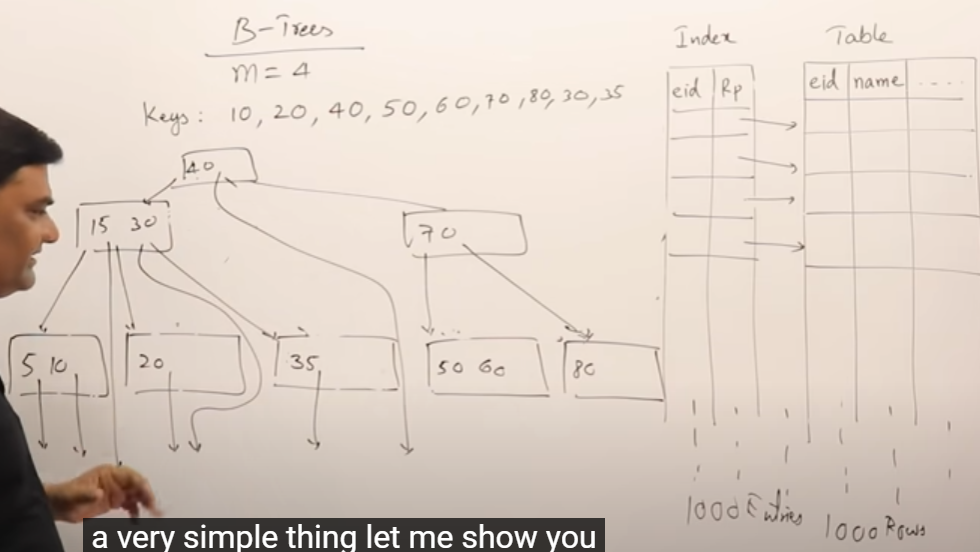 B-Trees
m = 4
Keys: 10, 20, 40, 50, 60, 70, 80, 30, 35
40
15 30
70
5 10
20
35
50 60
80
Index
eid Rp
1000 Entries
Table
eid name ....
1000 Rows
a very simple thing let me show you